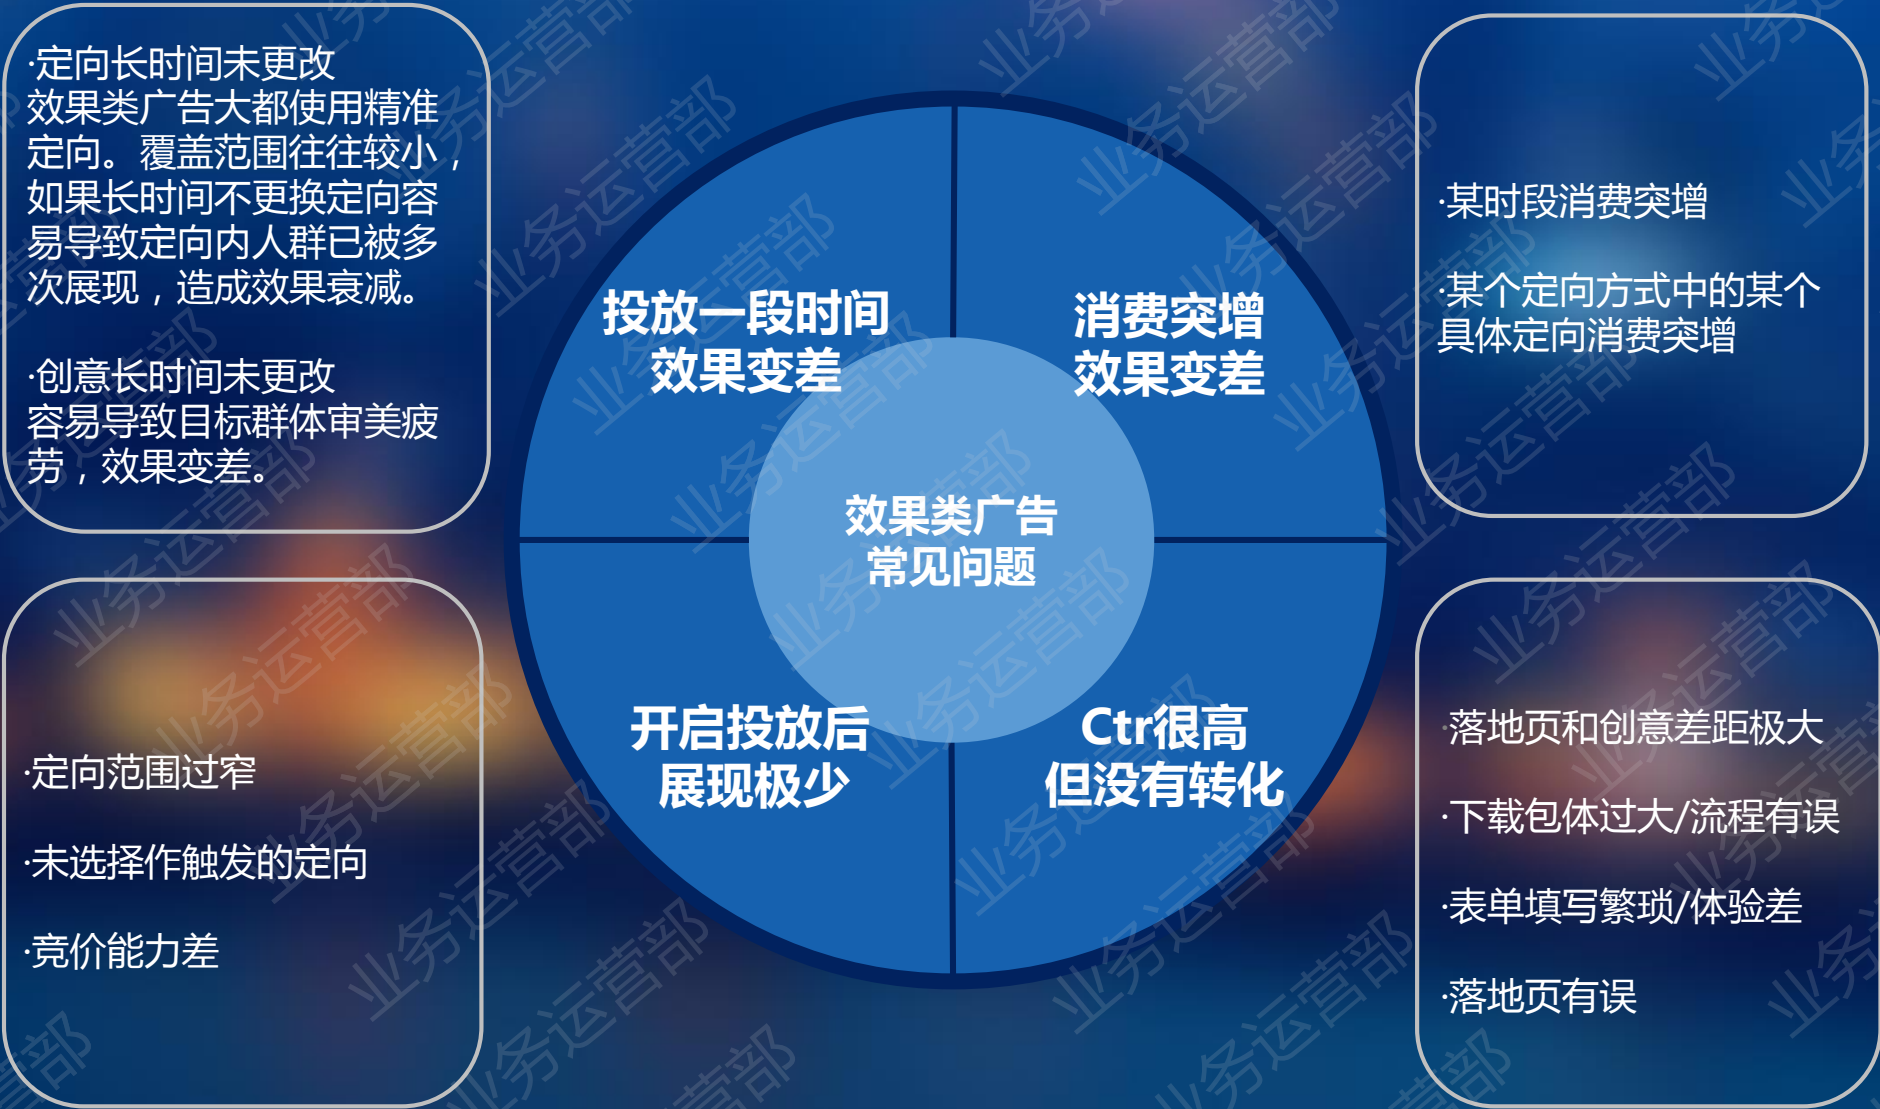 ·定向长时间未更改
效果类广告大都使用精准
定向。覆盖范围往往较小，
如果长时间不更换定向容
易导致定向内人群已被多
次展现，造成效果衰减。
·创意长时间未更改
容易导致目标群体审美疲
劳，效果变差。
投放一段时间
效果变差
消费突增
效果变差
·某时段消费突增
·某个定向方式中的某个
具体定向消费突增
效果类广告
常见问题
·定向范围过窄
·未选择作触发的定向
·竞价能力差
开启投放后
展现极少
Ctr很高
但没有转化
·落地页和创意差距极大
·下载包体过大/流程有误
·表单填写繁琐/体验差
·落地页有误
业务运营部